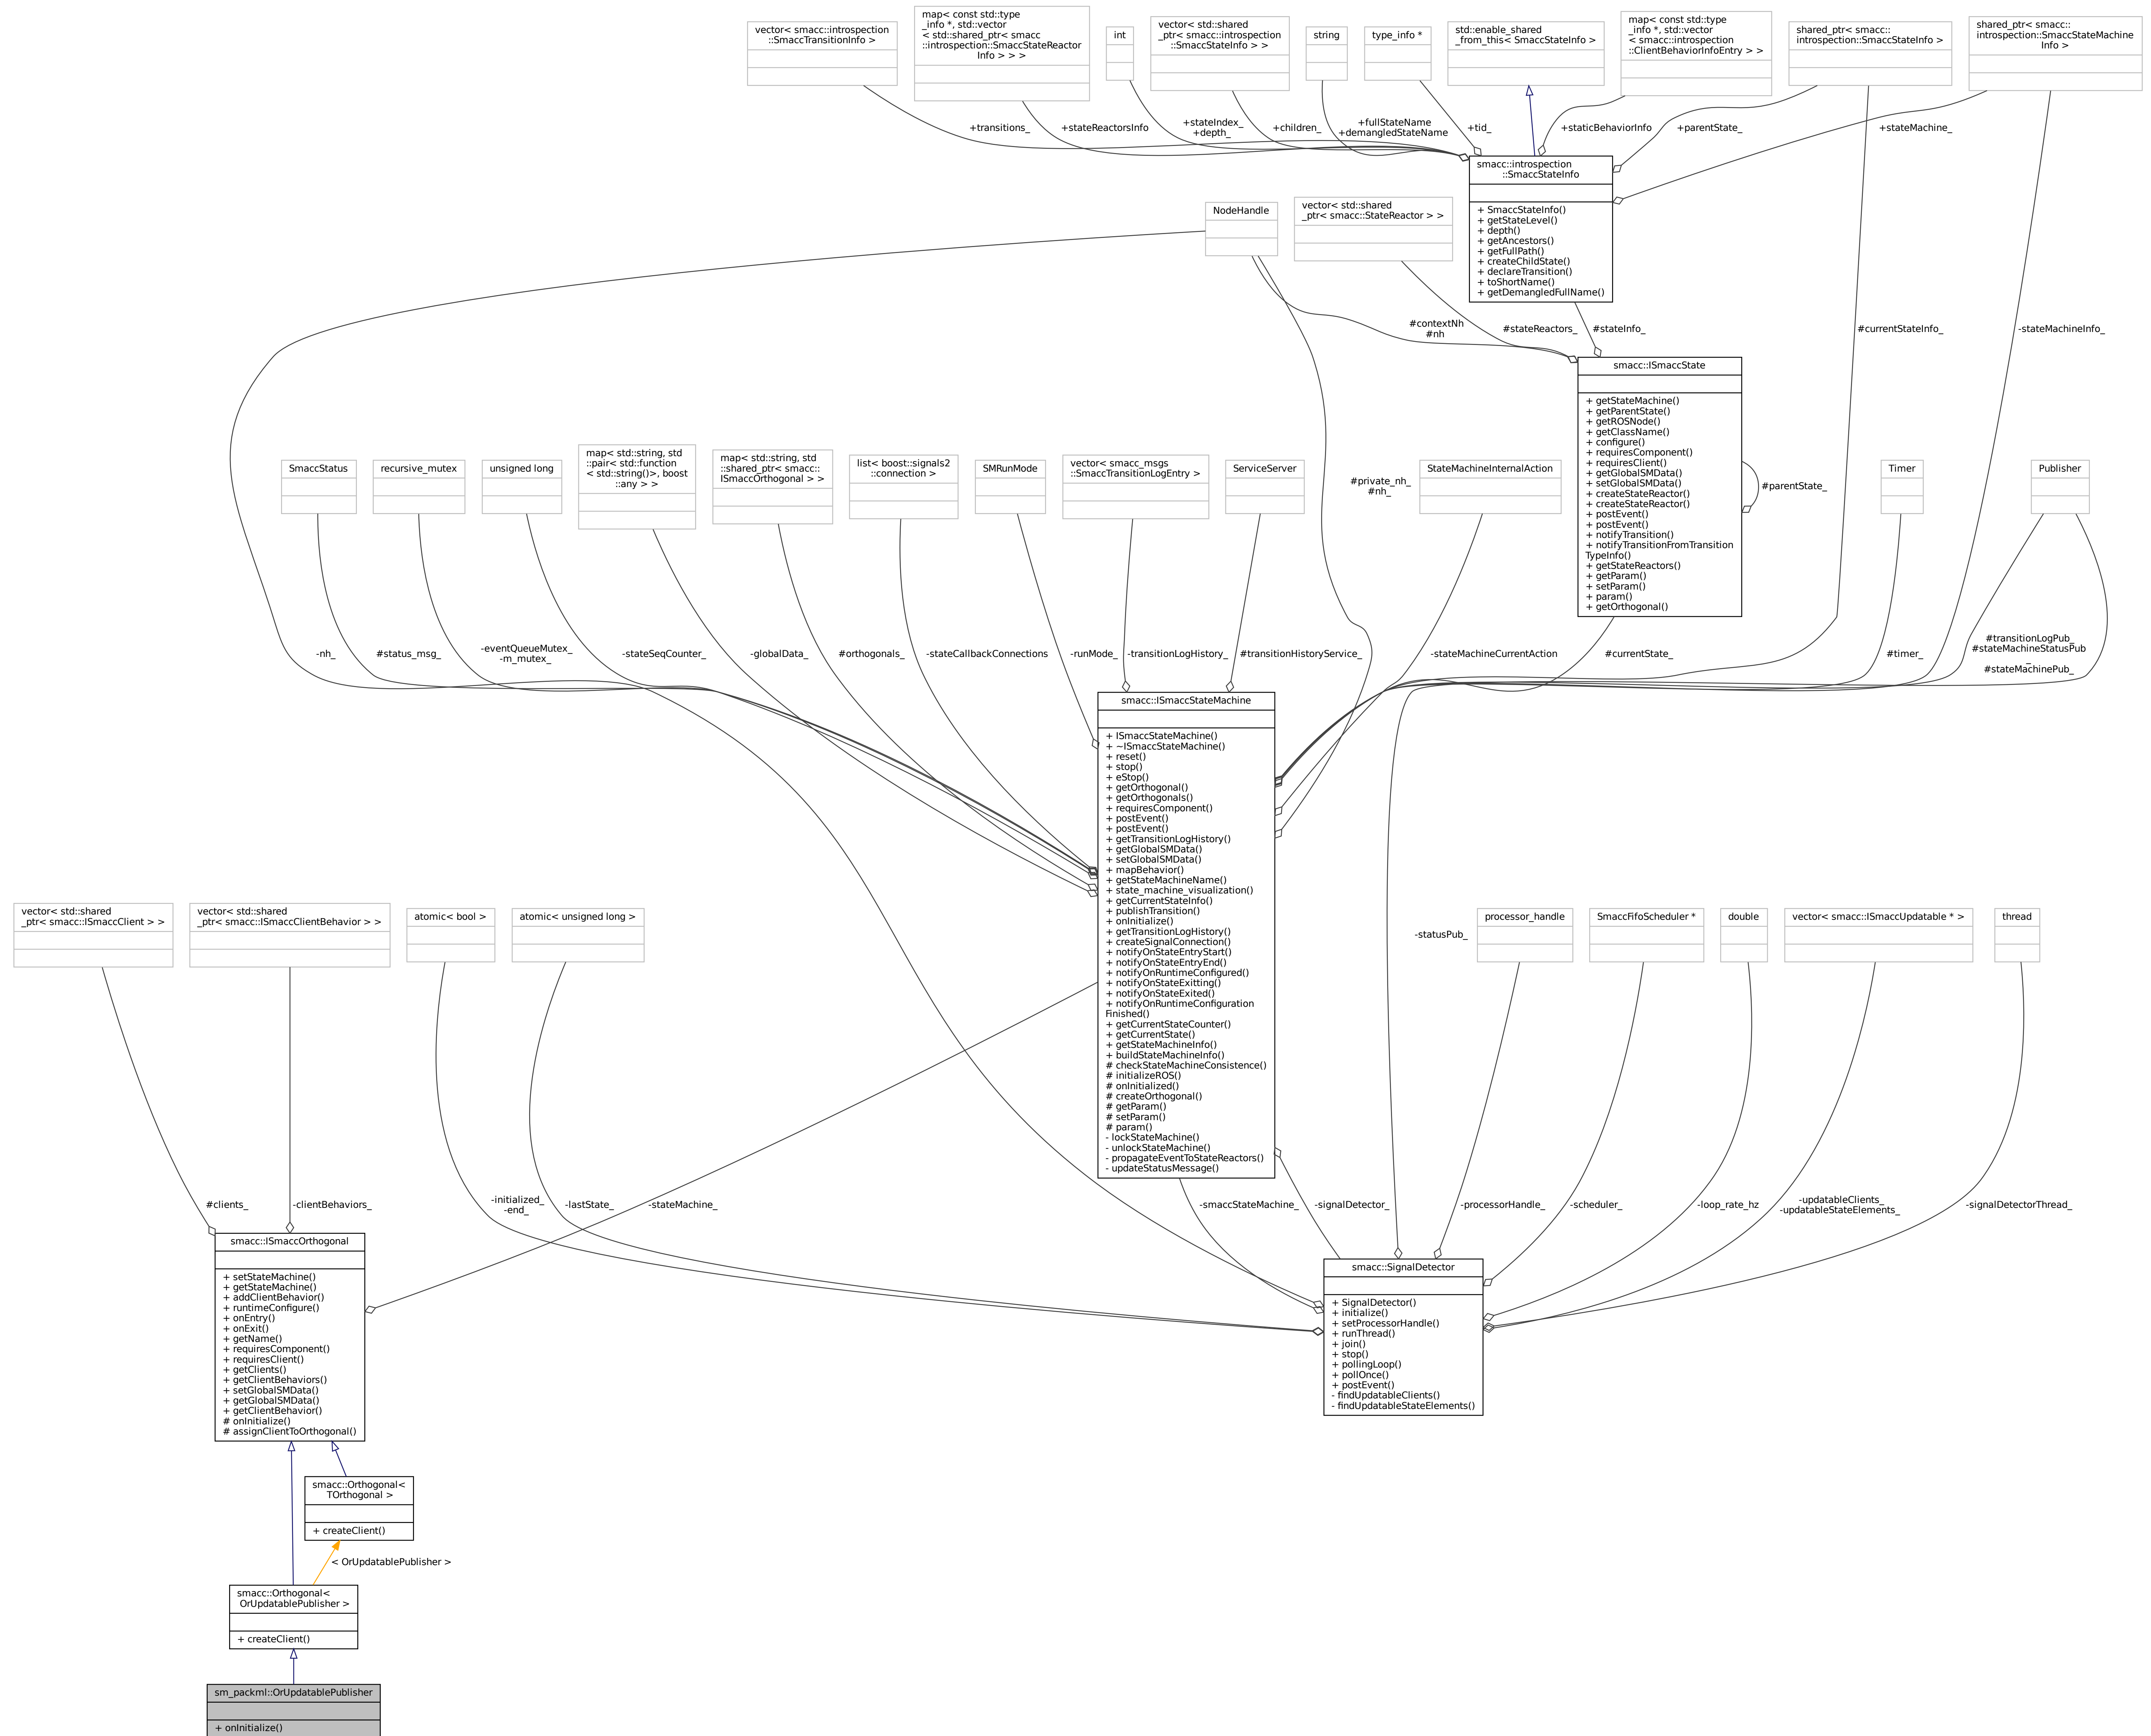 vector< smacc::introspection
::SmaccTransitionInfo >
map< const std::type
_info *, std::vector
< std::shared_ptr< smacc
::introspection::SmaccStateReactor
Info > > >
int
vector< std::shared
_ptr< smacc::introspection
::SmaccStateInfo > >
string
type_info *
std::enable_shared
_from_this< SmaccStateInfo >
map< const std::type
_info *, std::vector
< smacc::introspection
::ClientBehaviorInfoEntry > >
shared_ptr< smacc::
introspection::SmaccStateInfo >
shared_ptr< smacc::
introspection::SmaccStateMachine
Info >
+transitions_
+stateReactorsInfo
+stateIndex_
+depth_
+children_
+fullStateName
+demangledStateName
+tid_
+staticBehaviorInfo
+parentState_
+stateMachine_
smacc::introspection
::SmaccStateInfo
+ SmaccStateInfo()
+ getStateLevel()
+ depth()
+ getAncestors()
+ getFullPath()
+ createChildState()
+ declareTransition()
+ toShortName()
+ getDemangledFullName()
NodeHandle
vector< std::shared
_ptr< smacc::StateReactor > >
#contextNh
#nh
#stateReactors_
#stateInfo_
#currentStateInfo_
-stateMachineInfo_
smacc::ISmaccState
+ getStateMachine()
+ getParentState()
+ getROSNode()
+ getClassName()
+ configure()
+ requiresComponent()
+ requiresClient()
+ getGlobalSMData()
+ setGlobalSMData()
+ createStateReactor()
+ createStateReactor()
+ postEvent()
+ postEvent()
+ notifyTransition()
+ notifyTransitionFromTransition
TypeInfo()
+ getStateReactors()
+ getParam()
+ setParam()
+ param()
+ getOrthogonal()
#parentState_
SmaccStatus
recursive_mutex
unsigned long
map< std::string, std
::pair< std::function
< std::string()>, boost
::any > >
map< std::string, std
::shared_ptr< smacc::
ISmaccOrthogonal > >
list< boost::signals2
::connection >
SMRunMode
vector< smacc_msgs
::SmaccTransitionLogEntry >
ServiceServer
#private_nh_
#nh_
StateMachineInternalAction
Timer
Publisher
-nh_
#status_msg_
-eventQueueMutex_
-m_mutex_
-stateSeqCounter_
-globalData_
#orthogonals_
-stateCallbackConnections
-runMode_
-transitionLogHistory_
#transitionHistoryService_
-stateMachineCurrentAction
#currentState_
#timer_
#transitionLogPub_
#stateMachineStatusPub
_
#stateMachinePub_
smacc::ISmaccStateMachine
+ ISmaccStateMachine()
+ ~ISmaccStateMachine()
+ reset()
+ stop()
+ eStop()
+ getOrthogonal()
+ getOrthogonals()
+ requiresComponent()
+ postEvent()
+ postEvent()
+ getTransitionLogHistory()
+ getGlobalSMData()
+ setGlobalSMData()
+ mapBehavior()
+ getStateMachineName()
+ state_machine_visualization()
+ getCurrentStateInfo()
+ publishTransition()
+ onInitialize()
+ getTransitionLogHistory()
+ createSignalConnection()
+ notifyOnStateEntryStart()
+ notifyOnStateEntryEnd()
+ notifyOnRuntimeConfigured()
+ notifyOnStateExitting()
+ notifyOnStateExited()
+ notifyOnRuntimeConfiguration
Finished()
+ getCurrentStateCounter()
+ getCurrentState()
+ getStateMachineInfo()
+ buildStateMachineInfo()
# checkStateMachineConsistence()
# initializeROS()
# onInitialized()
# createOrthogonal()
# getParam()
# setParam()
# param()
- lockStateMachine()
- unlockStateMachine()
- propagateEventToStateReactors()
- updateStatusMessage()
vector< std::shared
_ptr< smacc::ISmaccClient > >
vector< std::shared
_ptr< smacc::ISmaccClientBehavior > >
atomic< bool >
atomic< unsigned long >
-statusPub_
processor_handle
SmaccFifoScheduler *
double
vector< smacc::ISmaccUpdatable * >
thread
#clients_
-clientBehaviors_
-initialized_
-end_
-lastState_
-stateMachine_
-smaccStateMachine_
-signalDetector_
-processorHandle_
-scheduler_
-loop_rate_hz
-updatableClients_
-updatableStateElements_
-signalDetectorThread_
smacc::ISmaccOrthogonal
+ setStateMachine()
+ getStateMachine()
+ addClientBehavior()
+ runtimeConfigure()
+ onEntry()
+ onExit()
+ getName()
+ requiresComponent()
+ requiresClient()
+ getClients()
+ getClientBehaviors()
+ setGlobalSMData()
+ getGlobalSMData()
+ getClientBehavior()
# onInitialize()
# assignClientToOrthogonal()
smacc::SignalDetector
+ SignalDetector()
+ initialize()
+ setProcessorHandle()
+ runThread()
+ join()
+ stop()
+ pollingLoop()
+ pollOnce()
+ postEvent()
- findUpdatableClients()
- findUpdatableStateElements()
smacc::Orthogonal<
TOrthogonal >
+ createClient()
< OrUpdatablePublisher >
smacc::Orthogonal<
OrUpdatablePublisher >
+ createClient()
sm_packml::OrUpdatablePublisher
+ onInitialize()